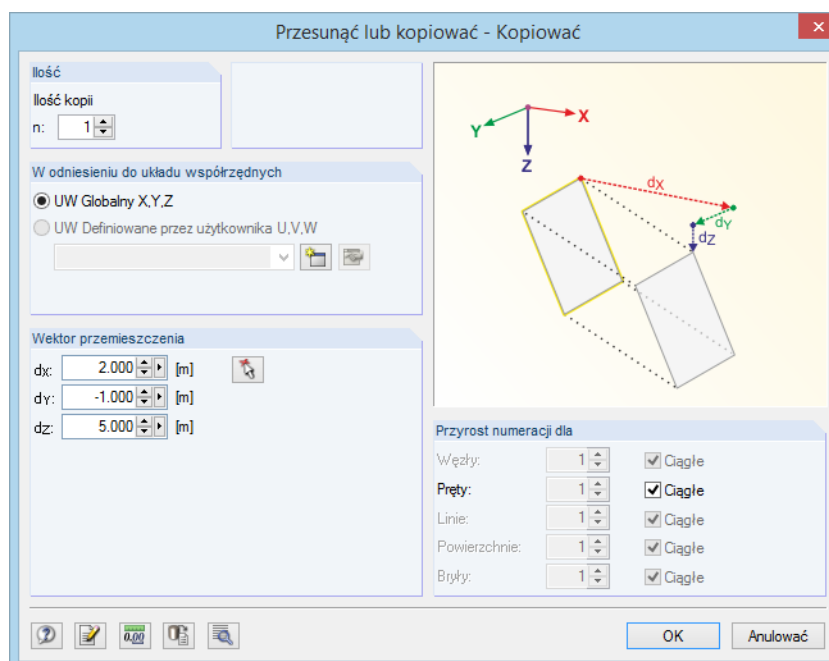 Przesunąć lub kopiować - Kopiować
Ilość
Ilość kopii
n: 1
W odniesieniu do układu współrzędnych
UW Globalny X,Y,Z
UW Definiowane przez użytkownika U,V,W
Wektor przemieszczenia
dX: 2.000 [m]
dY: -1.000 [m]
dZ: 5.000 [m]
X
Y
Z
dX
dY
dZ
Przyrost numeracji dla
Węzły: 1 Ciągłe
Pręty: 1 Ciągłe
Linie: 1 Ciągłe
Powierzchnie: 1 Ciągłe
Bryły: 1 Ciągłe
0.00
OK Anulować